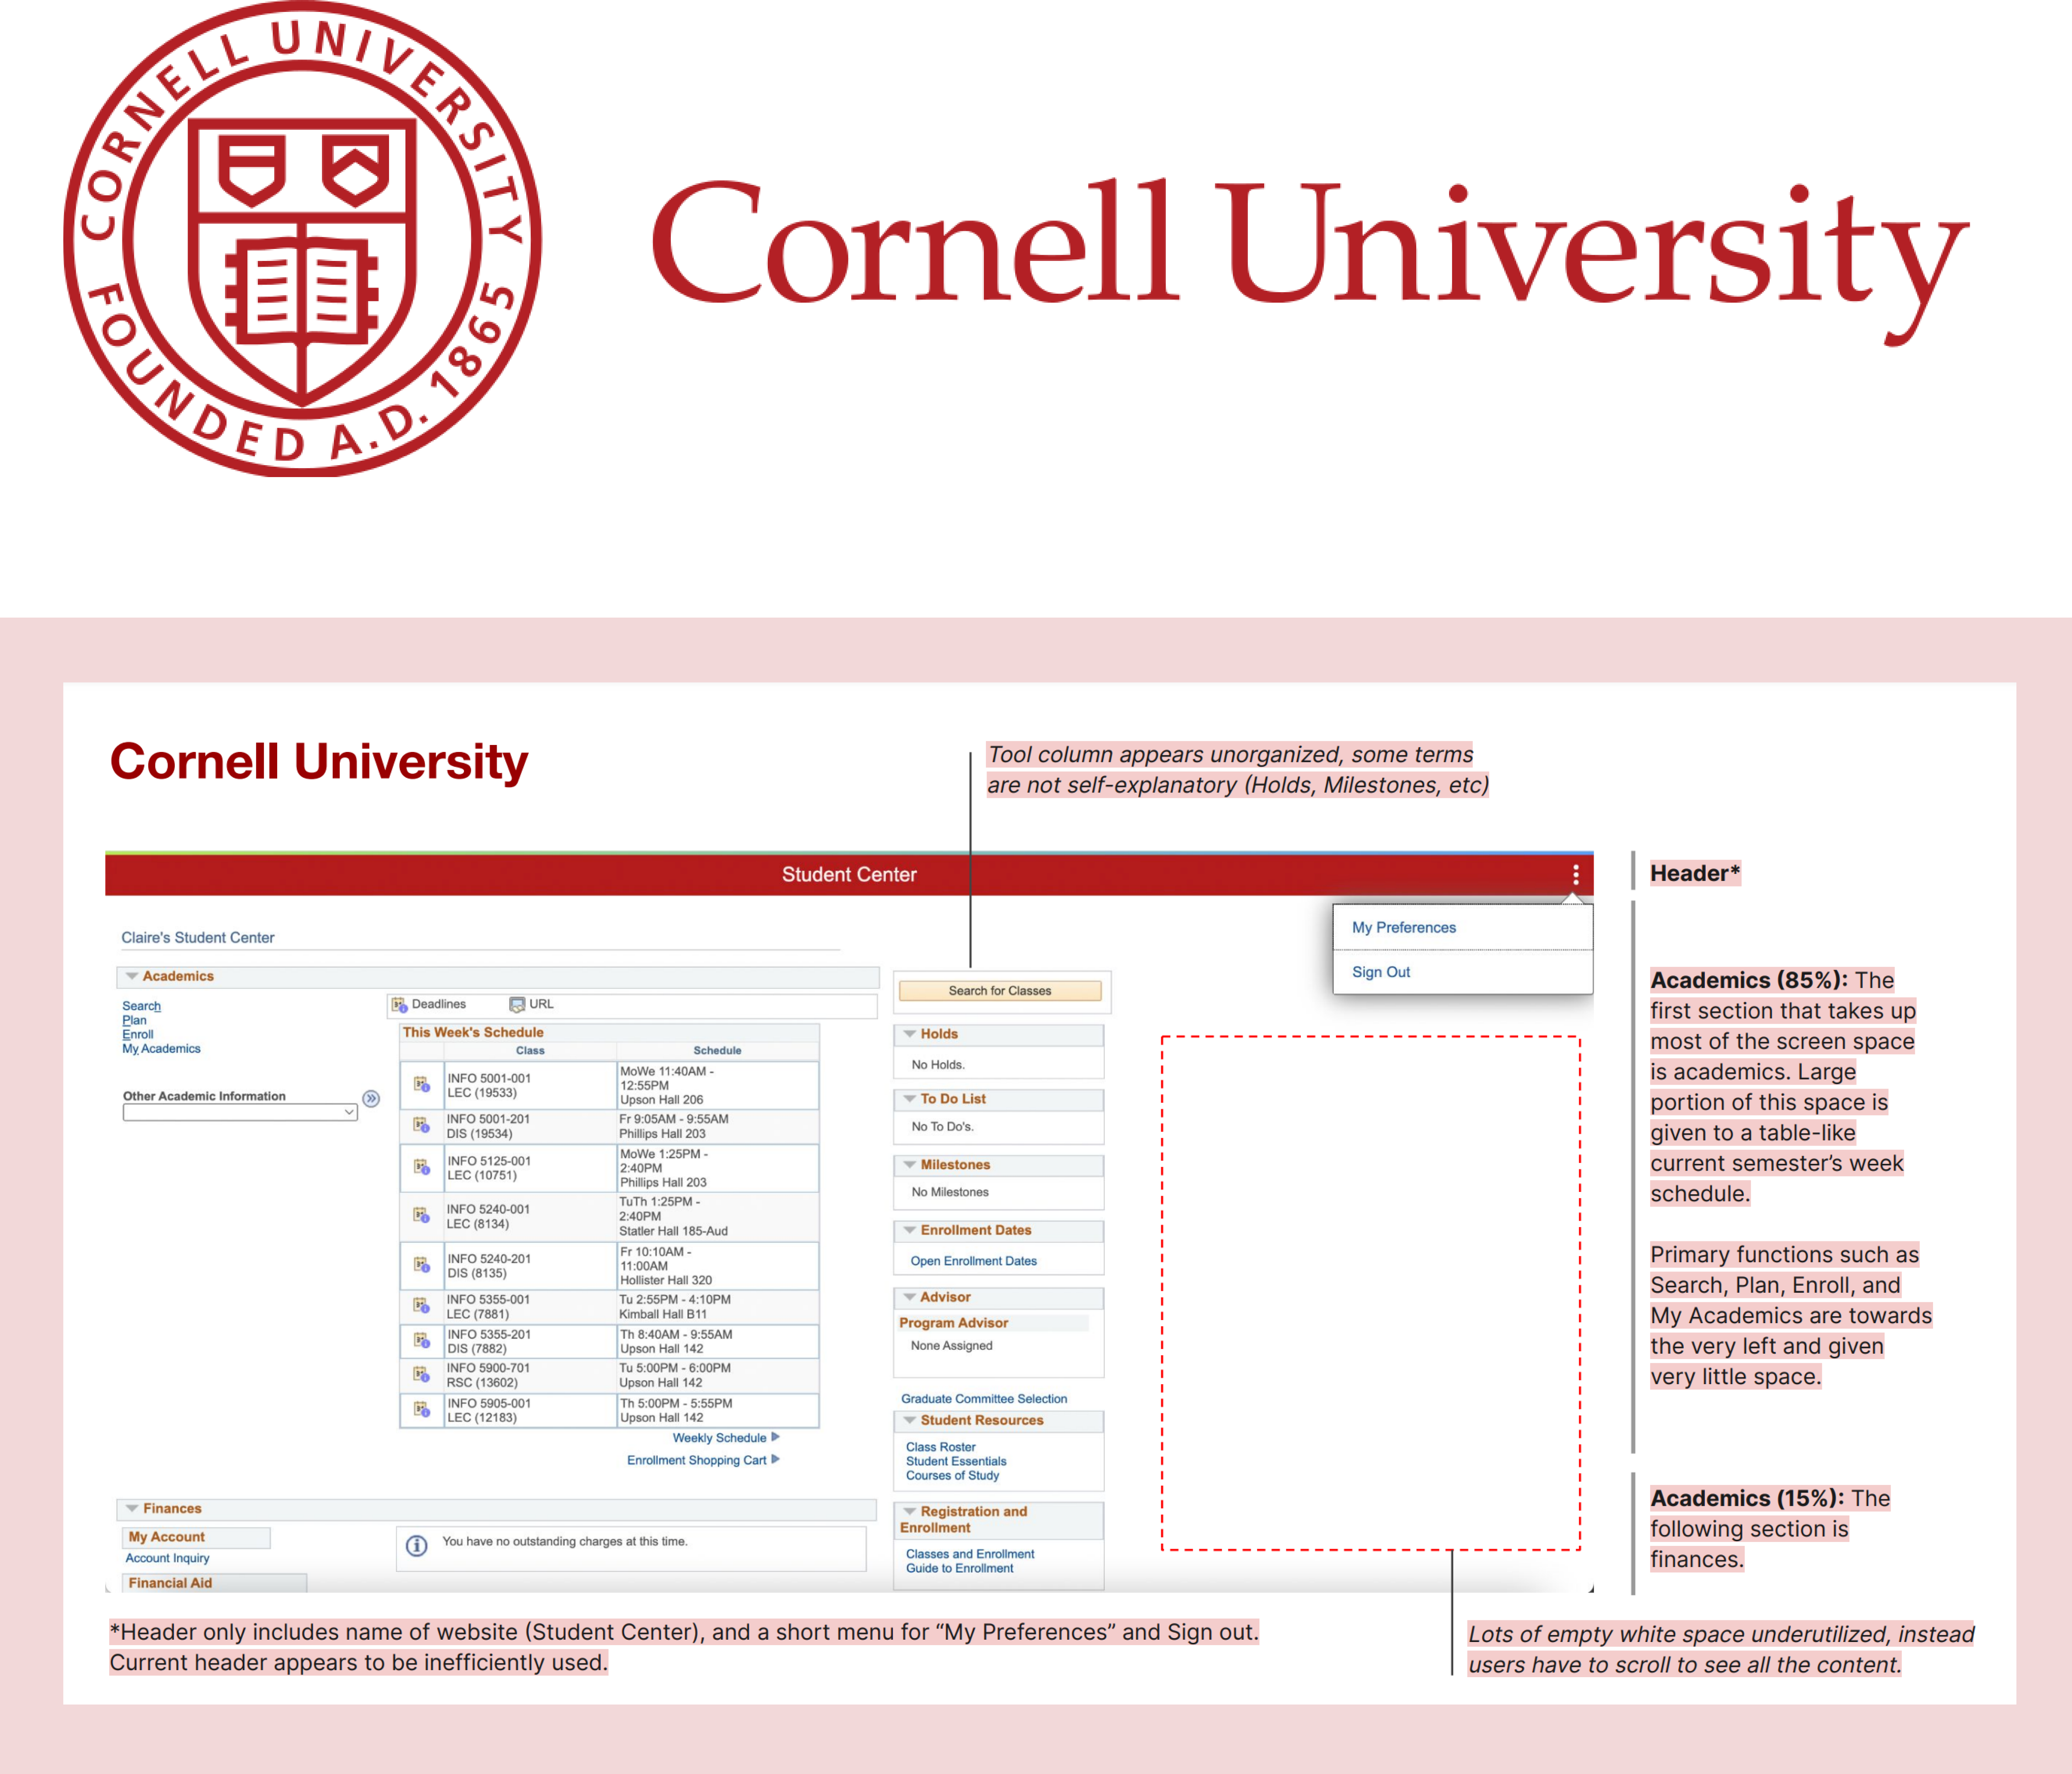 CORNELL UNIVERSITY
FOUNDED A.D. 1865
Cornell University
Cornell University
Tool column appears unorganized, some terms
are not self-explanatory (Holds, Milestones, etc)
Student Center
My Preferences
Sign Out
Claire's Student Center
Academics
Search
Plan
Enroll
My Academics
Other Academic Information
Deadlines URL
This Week's Schedule
Class Schedule
INFO 5001-001
LEC (19533)
MoWe 11:40AM -
12:55PM
Upson Hall 206
INFO 5001-201
DIS (19534)
Fr 9:05AM - 9:55AM
Phillips Hall 203
INFO 5125-001
LEC (10751)
MoWe 1:25PM -
2:40PM
Phillips Hall 203
INFO 5240-001
LEC (8134)
TuTh 1:25PM -
2:40PM
Statler Hall 185-Aud
INFO 5240-201
DIS (8135)
Fr 10:10AM -
11:00AM
Hollister Hall 320
INFO 5355-001
LEC (7881)
Tu 2:55PM - 4:10PM
Kimball Hall B11
INFO 5355-201
DIS (7882)
Th 8:40AM - 9:55AM
Upson Hall 142
INFO 5900-701
RSC (13602)
Tu 5:00PM - 6:00PM
Upson Hall 142
INFO 5905-001
LEC (12183)
Th 5:00PM - 5:55PM
Upson Hall 142
Weekly Schedule
Enrollment Shopping Cart
Finances
My Account
Account Inquiry
Financial Aid
You have no outstanding charges at this time.
Search for Classes
Holds
No Holds.
To Do List
No To Do's.
Milestones
No Milestones
Enrollment Dates
Open Enrollment Dates
Advisor
Program Advisor
None Assigned
Graduate Committee Selection
Student Resources
Class Roster
Student Essentials
Courses of Study
Registration and
Enrollment
Classes and Enrollment
Guide to Enrollment
Header*
Academics (85%): The
first section that takes up
most of the screen space
is academics. Large
portion of this space is
given to a table-like
current semester’s week
schedule.
Primary functions such as
Search, Plan, Enroll, and
My Academics are towards
the very left and given
very little space.
Academics (15%): The
following section is
finances.
*Header only includes name of website (Student Center), and a short menu for “My Preferences” and Sign out.
Current header appears to be inefficiently used.
Lots of empty white space underutilized, instead
users have to scroll to see all the content.